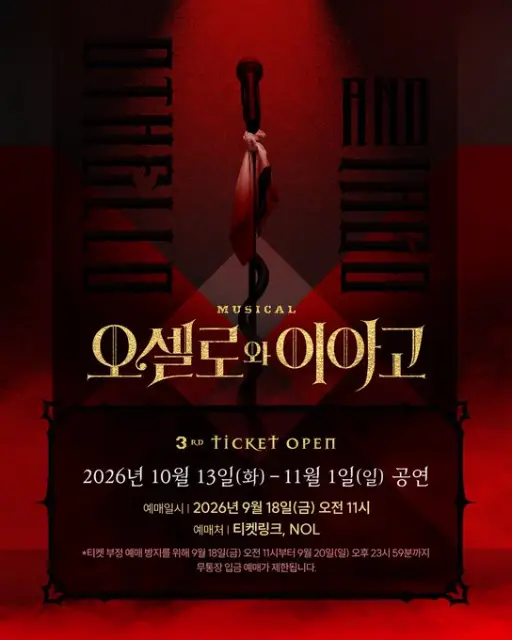 OTHELLO
AND IAGO
MUSICAL
오셀로와 이아고
3RD TICKET OPEN
2026년 10월 13일(화) – 11월 1일(일) 공연
예매일시 | 2026년 9월 18일(금) 오전 11시
예매처 | 티켓링크, NOL
*티켓 부정 예매 방지를 위해 9월 18일(금) 오전 11시부터 9월 20일(일) 오후 23시 59분까지
무통장 입금 예매가 제한됩니다.